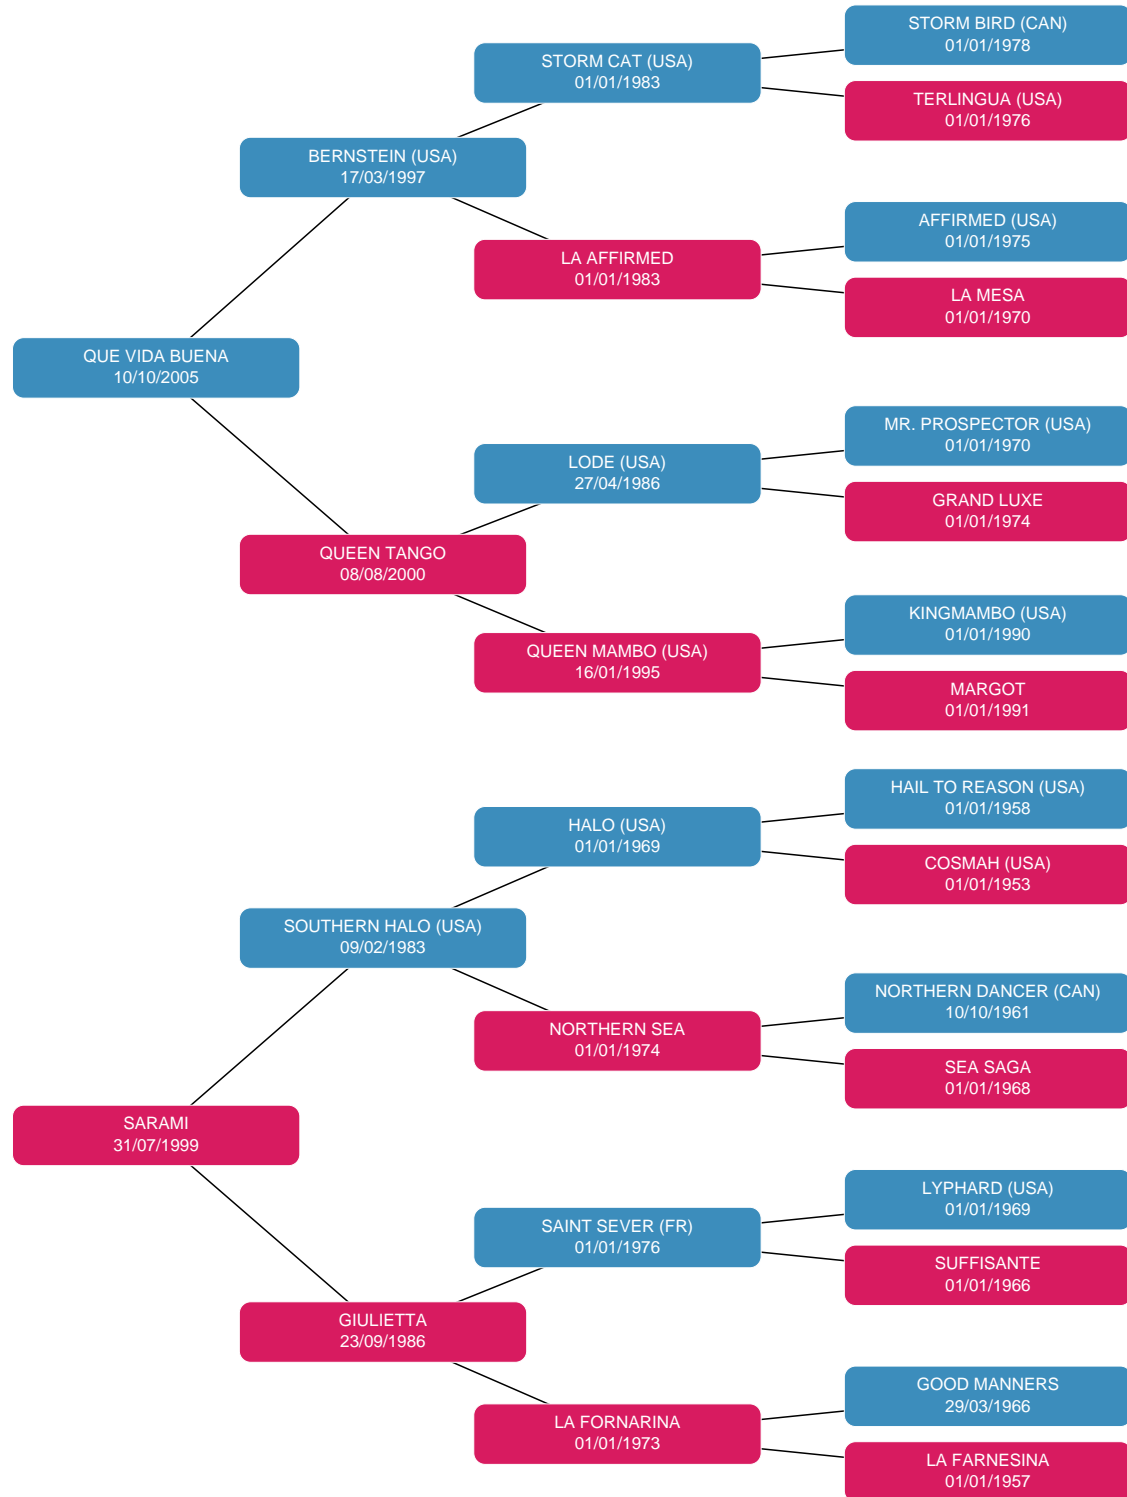 STORM BIRD (CAN)
01/01/1978
STORM CAT (USA)
01/01/1983
TERLINGUA (USA)
01/01/1976
BERNSTEIN (USA)
17/03/1997
AFFIRMED (USA)
01/01/1975
LA AFFIRMED
01/01/1983
LA MESA
01/01/1970
QUE VIDA BUENA
10/10/2005
MR. PROSPECTOR (USA)
01/01/1970
LODE (USA)
27/04/1986
GRAND LUXE
01/01/1974
QUEEN TANGO
08/08/2000
KINGMAMBO (USA)
01/01/1990
QUEEN MAMBO (USA)
16/01/1995
MARGOT
01/01/1991
HAIL TO REASON (USA)
01/01/1958
HALO (USA)
01/01/1969
COSMAH (USA)
01/01/1953
SOUTHERN HALO (USA)
09/02/1983
NORTHERN DANCER (CAN)
10/10/1961
NORTHERN SEA
01/01/1974
SEA SAGA
01/01/1968
SARAMI
31/07/1999
LYPHARD (USA)
01/01/1969
SAINT SEVER (FR)
01/01/1976
SUFFISANTE
01/01/1966
GIULIETTA
23/09/1986
GOOD MANNERS
29/03/1966
LA FORNARINA
01/01/1973
LA FARNESINA
01/01/1957